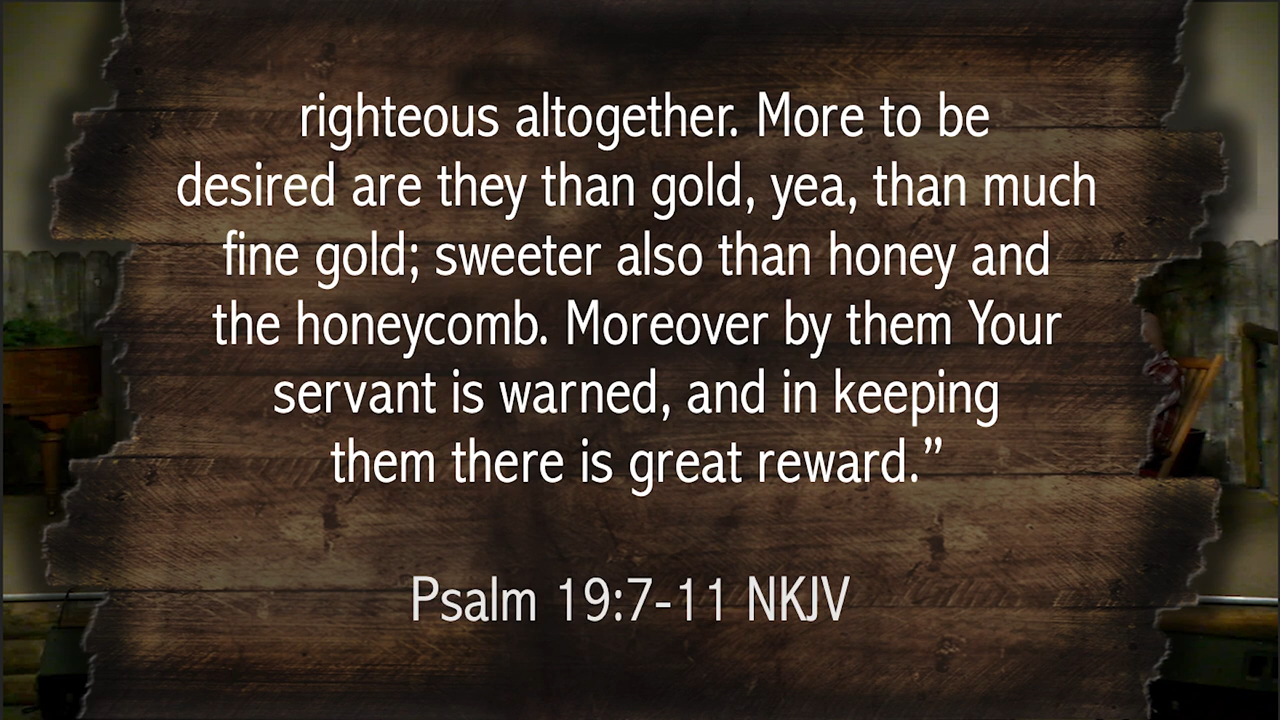 righteous altogether. More to be
desired are they than gold, yea, than much
fine gold; sweeter also than honey and
the honeycomb. Moreover by them Your
servant is warned, and in keeping
them there is great reward.”
Psalm 19:7-11 NKJV